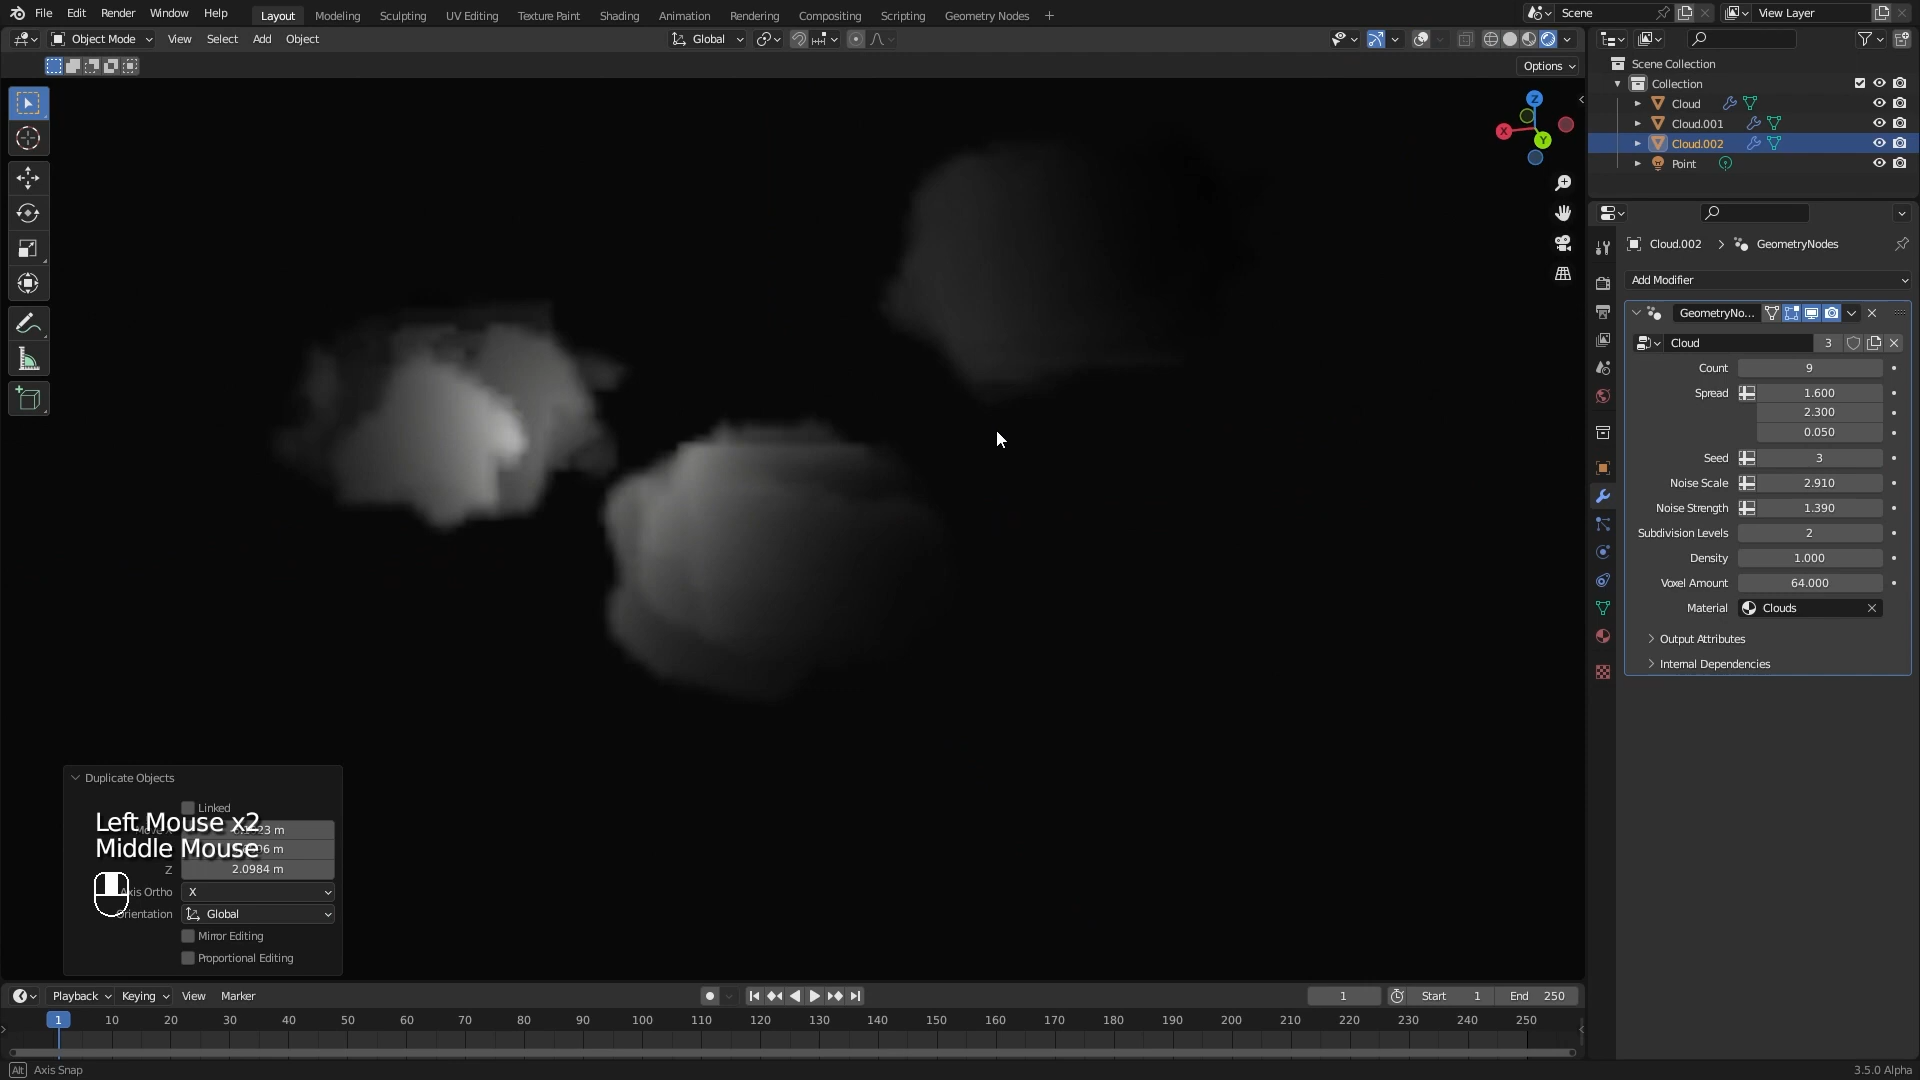 File Edit Render Window Help Layout Modeling Sculpting UV Editing Texture Paint Shading Animation Rendering Compositing Scripting Geometry Nodes + Scene View Layer
Object Mode View Select Add Object Global
Options
Z
X
Y
Scene Collection
Collection
Cloud
Cloud.001
Cloud.002
Point
Cloud.002 > GeometryNodes
Add Modifier
GeometryNo...
Cloud 3
Count 9
Spread 1.600
2.300
0.050
Seed 3
Noise Scale 2.910
Noise Strength 1.390
Subdivision Levels 2
Density 1.000
Voxel Amount 64.000
Material Clouds
Output Attributes
Internal Dependencies
Duplicate Objects
Linked
Left Mouse x2
Middle Mouse
Z 2.0984 m
Axis Ortho X
Orientation Global
Mirror Editing
Proportional Editing
Playback Keying View Marker 1 Start 1 End 250
1 10 20 30 40 50 60 70 80 90 100 110 120 130 140 150 160 170 180 190 200 210 220 230 240 250
Alt Axis Snap 3.5.0 Alpha